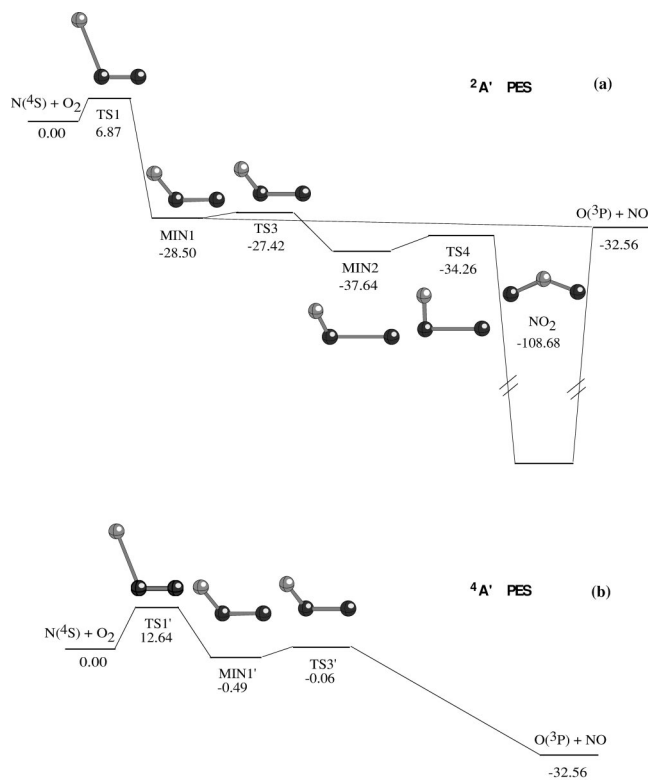 ²A' PES (a)
N(⁴S) + O₂
0.00
TS1
6.87
MIN1
-28.50
TS3
-27.42
MIN2
-37.64
TS4
-34.26
NO₂
-108.68
O(³P) + NO
-32.56
⁴A' PES (b)
N(⁴S) + O₂
0.00
TS1'
12.64
MIN1'
-0.49
TS3'
-0.06
O(³P) + NO
-32.56